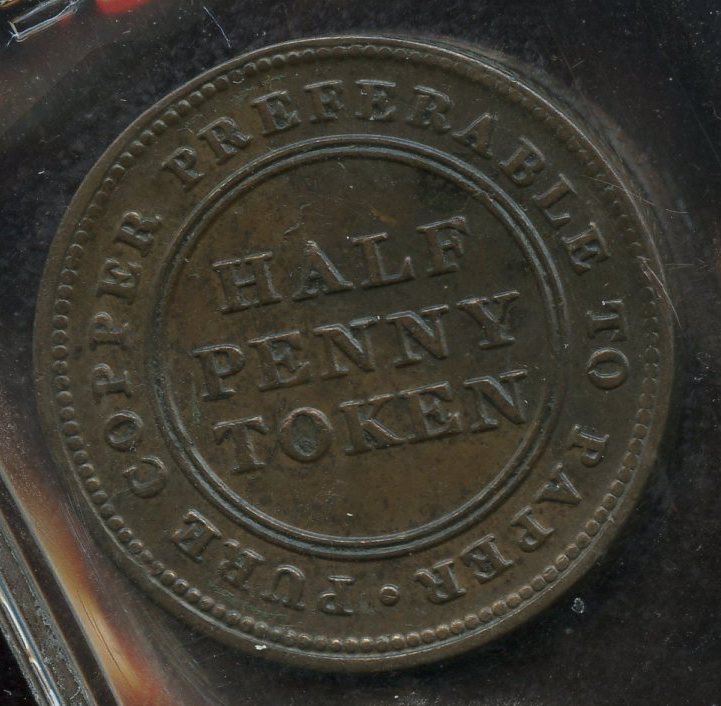 PURE COPPER PREFERABLE TO PAPER •
HALF
PENNY
TOKEN